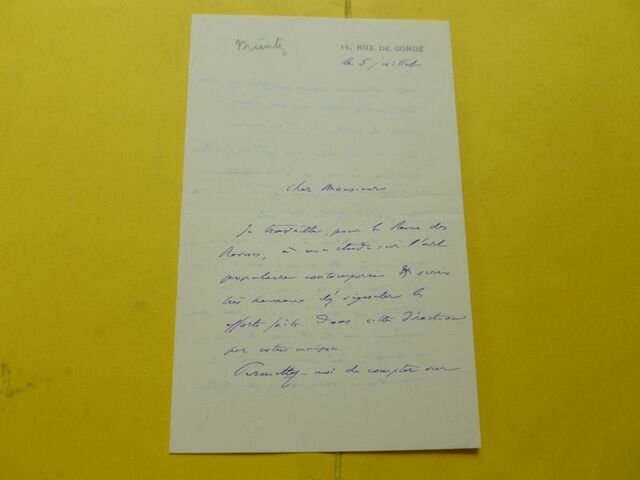 Müntz
14, RUE DE CONDÉ
le 5 juillet
Cher Monsieur
Je travaille, pour la Revue des
Revues, à une étude sur l'art
populaire contemporain & serais
très heureux d'y signaler les
efforts faits dans cette direction
par votre maison.
Permettez-moi de compter sur